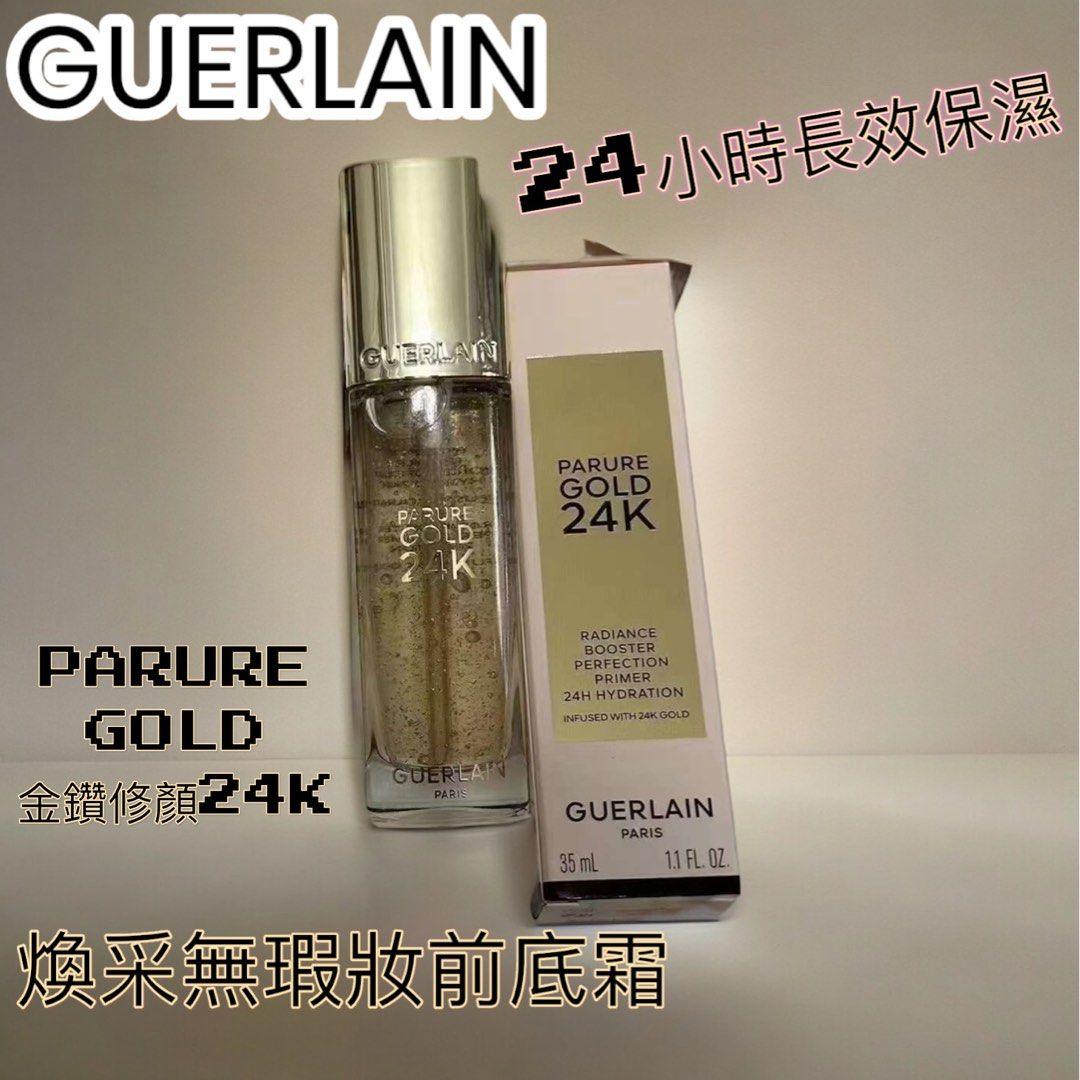 GUERLAIN
24小時長效保濕
GUERLAIN
PARURE
GOLD
24K
GUERLAIN
PARIS
PARURE
GOLD
24K
RADIANCE
BOOSTER
PERFECTION
PRIMER
24H HYDRATION
INFUSED WITH 24K GOLD
GUERLAIN
PARIS
35 mL 1.1 FL. OZ.
PARURE
GOLD
金鑽修顏24K
煥采無瑕妝前底霜